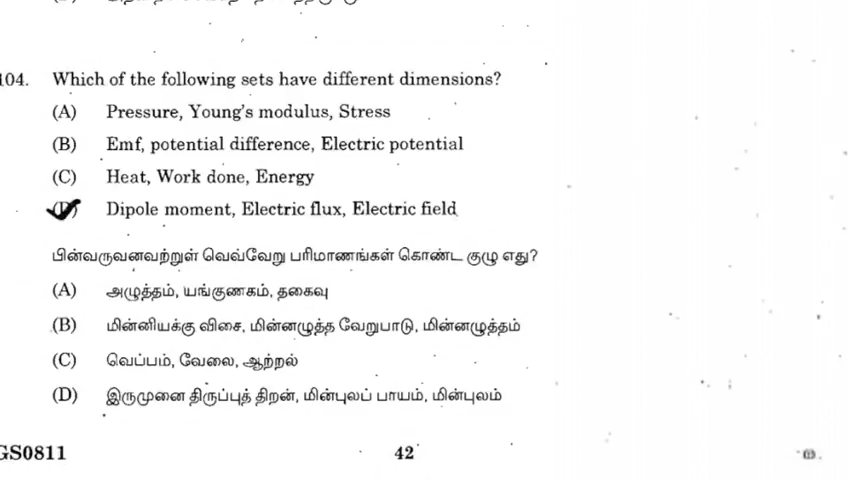 104. Which of the following sets have different dimensions?
(A) Pressure, Young's modulus, Stress
(B) Emf, potential difference, Electric potential
(C) Heat, Work done, Energy
(D) Dipole moment, Electric flux, Electric field
பின்வருவனவற்றுள் வெவ்வேறு பரிமாணங்கள் கொண்ட குழு எது?
(A) அழுத்தம், யங்குணகம், தகைவு
(B) மின்னியக்கு விசை, மின்னழுத்த வேறுபாடு, மின்னழுத்தம்
(C) வெப்பம், வேலை, ஆற்றல்
(D) இருமுனை திருப்புத் திறன், மின்புலப் பாயம், மின்புலம்
GS0811 42